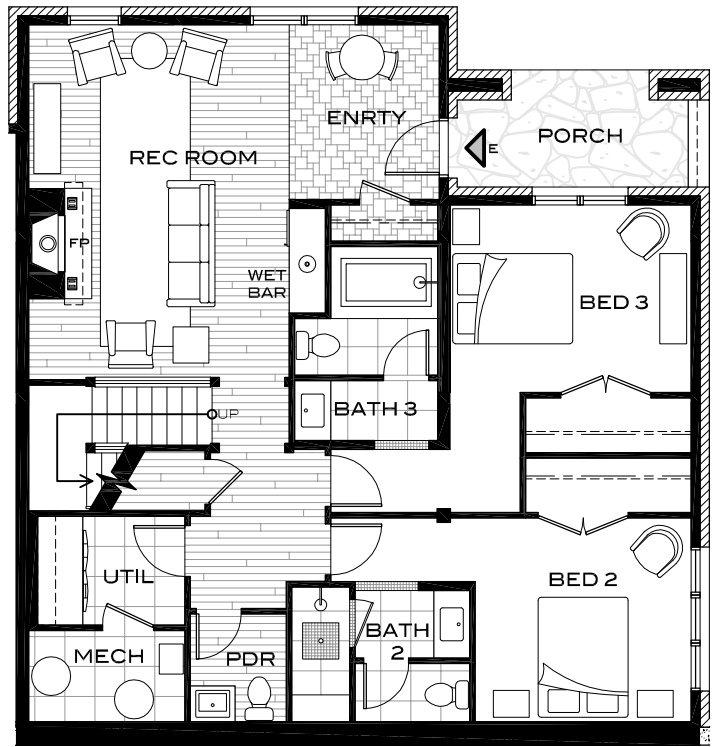 ENRTY
PORCH
E
REC ROOM
FP
WET
BAR
BED 3
UP
BATH 3
UTIL
BED 2
BATH
2
MECH
PDR